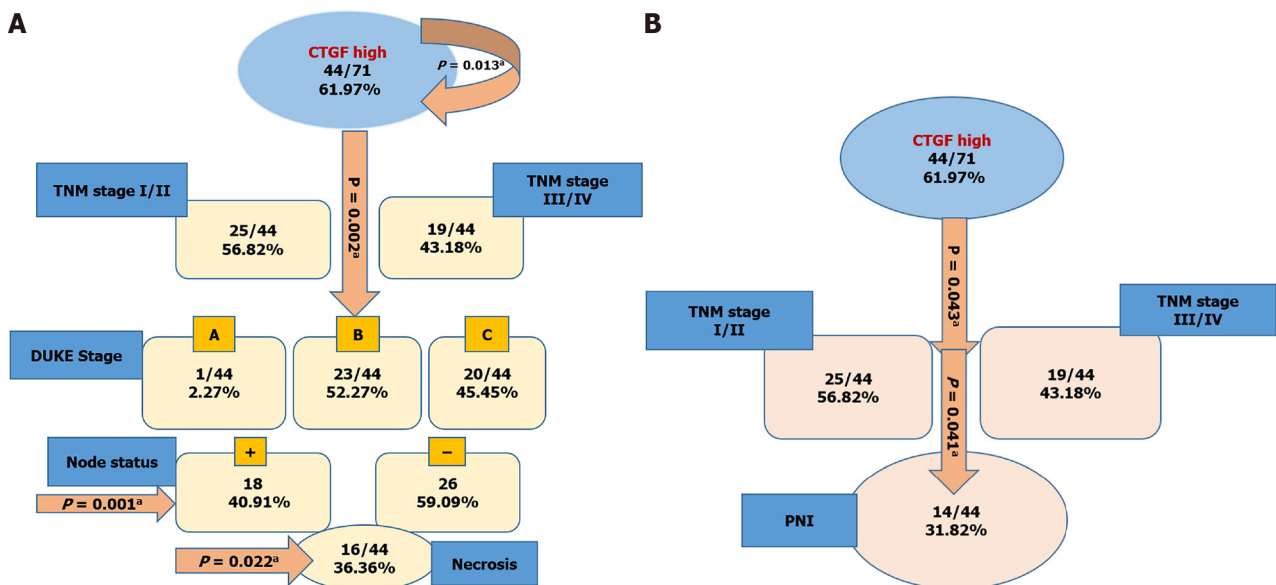 A
CTGF high
44/71
61.97%
P = 0.013ᵃ
TNM stage I/II
25/44
56.82%
P = 0.002ᵃ
TNM stage
III/IV
19/44
43.18%
DUKE Stage
A
1/44
2.27%
B
23/44
52.27%
C
20/44
45.45%
Node status
P = 0.001ᵃ
+
18
40.91%
−
26
59.09%
P = 0.022ᵃ
16/44
36.36%
Necrosis
B
CTGF high
44/71
61.97%
P = 0.043ᵃ
TNM stage
I/II
25/44
56.82%
TNM stage
III/IV
19/44
43.18%
P = 0.041ᵃ
PNI
14/44
31.82%